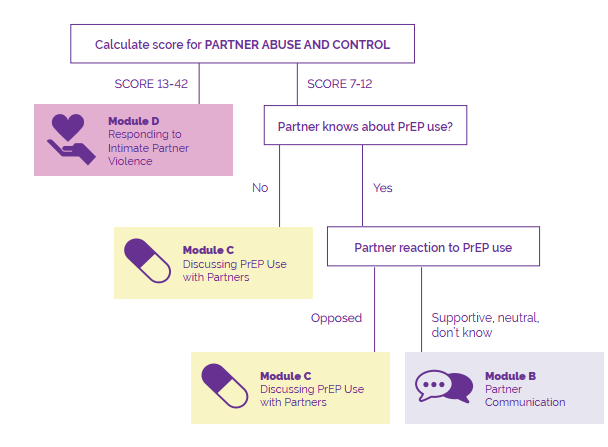 Calculate score for PARTNER ABUSE AND CONTROL
SCORE 13-42
SCORE 7-12
Module D
Responding to
Intimate Partner
Violence
Partner knows about PrEP use?
No
Yes
Module C
Discussing PrEP Use
with Partners
Partner reaction to PrEP use
Opposed
Supportive, neutral,
don't know
Module C
Discussing PrEP Use
with Partners
Module B
Partner
Communication